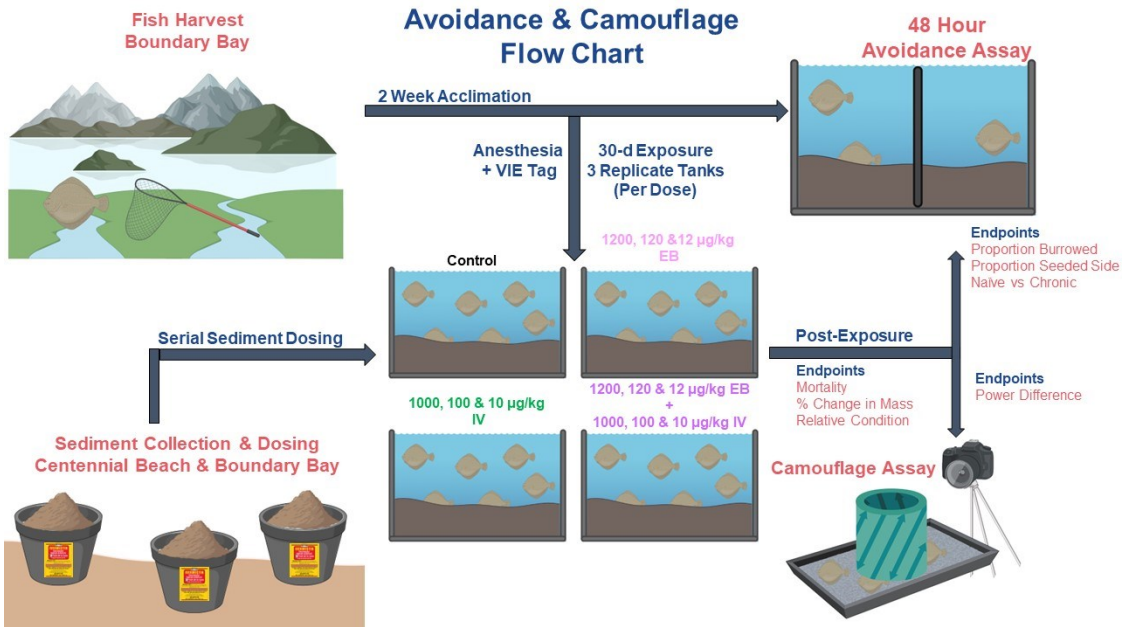 Avoidance & Camouflage
Flow Chart
Fish Harvest
Boundary Bay
48 Hour
Avoidance Assay
2 Week Acclimation
Anesthesia
+ VIE Tag
30-d Exposure
3 Replicate Tanks
(Per Dose)
Control
1200, 120 &12 µg/kg
EB
Endpoints
Proportion Burrowed
Proportion Seeded Side
Naïve vs Chronic
Serial Sediment Dosing
Post-Exposure
Endpoints
Mortality
% Change in Mass
Relative Condition
Endpoints
Power Difference
1000, 100 & 10 µg/kg
IV
1200, 120 & 12 µg/kg EB
+
1000, 100 & 10 µg/kg IV
Sediment Collection & Dosing
Centennial Beach & Boundary Bay
Camouflage Assay